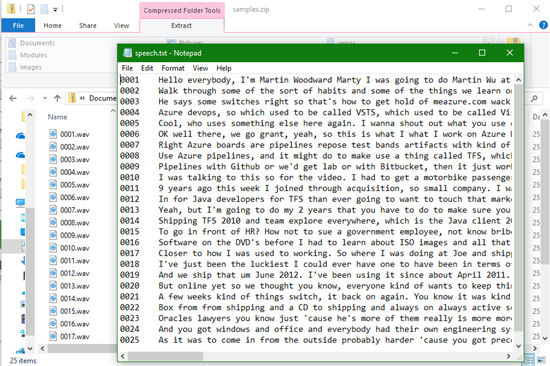 Compressed Folder Tools
samples.zip
File
Home
Share
View
Extract
Documents
Modules
images
speech.txt - Notepad
File Edit Format View Help
0001 Hello everybody, I'm Martin Woodward Marty I was going to do Martin Wu at
0002 Walk through some of the sort of habits and some of the things we learn o
0003 He says some switches right so that's how to get hold of meazure.com wack
0004 Azure devops, so which used to be called VSTS, which used to be called Vi
0005 Cool, who uses something else here again. I wanna shout out what you use
0006 OK well there, we go grant, yeah, so this is what I what I work on Azure
0007 Right Azure boards are pipelines repose test bands artifacts with kind of
0008 Use Azure pipelines, and it might do to make use a thing called TFS, whic
0009 Pipelines with Github or we'd get lab or with Bitbucket, then it just wor
0010 I was talking to this so for the video. I had to get a motorbike passenge
0011 9 years ago this week I joined through acquisition, so small company. I w
0012 In for Java developers for TFS than ever going to want to touch that mark
0013 Yeah, but I'm going to do my 2 years that you have to do to make sure you
0014 Shipping TFS 2010 and team explore everywhere, which is the Java client 2
0015 To go in front of HR? How not to sue a government employee, not know brib
0016 Software on the DVD's before I had to learn about ISO images and all that
0017 Closer to how I was used to working. So where I was doing at Joe and ship
0018 I've just been the luckiest I could ever have one to have been in terms o
0019 And we ship that um June 2012. I've been using it since about April 2011.
0020 But online yet so we thought you know, everyone kind of wants to keep thi
0021 A few weeks kind of things switch, it back on again. You know it was kind
0022 Box from from shipping and a CD to shipping and always on always active s
0023 Oracles lawyers you know just 'cause he's more of them really is more mor
0024 And you got windows and office and everybody had their own engineering sy
0025 As it was to come in from the outside probably harder 'cause you got prec
Docume
Name
0001.wav
0002.wav
0003.wav
0004.wav
0005.wav
0006.wav
0007.wav
0008.wav
0009.wav
0010.wav
0011.wav
0012.wav
0013.wav
0014.wav
0015.wav
0016.wav
0017.wav
25 items